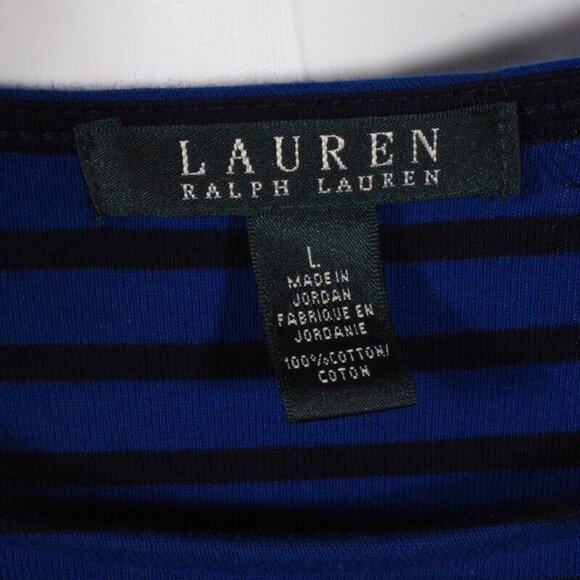 LAUREN
RALPH LAUREN
L
MADE IN
JORDAN
FABRIQUE EN
JORDANIE
100%COTTON/
COTON